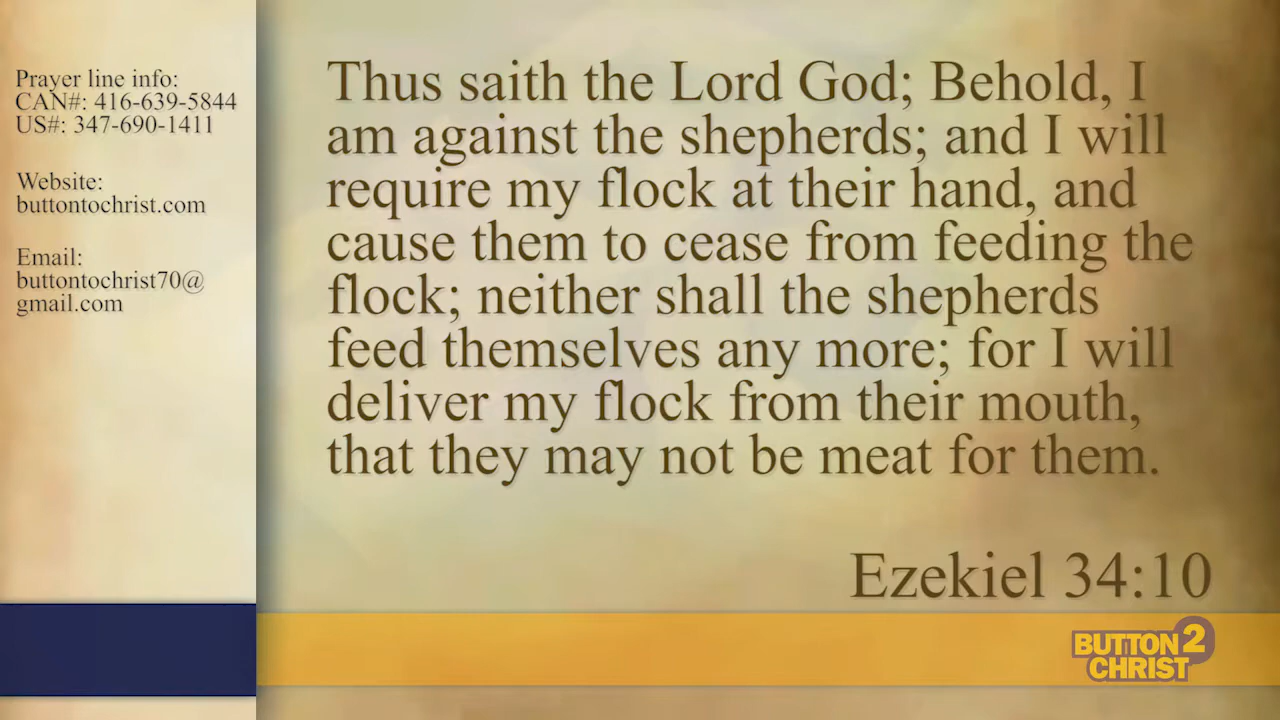 Prayer line info:
CAN#: 416-639-5844
US#: 347-690-1411
Website:
buttontochrist.com
Email:
buttontochrist70@
gmail.com
Thus saith the Lord God; Behold, I
am against the shepherds; and I will
require my flock at their hand, and
cause them to cease from feeding the
flock; neither shall the shepherds
feed themselves any more; for I will
deliver my flock from their mouth,
that they may not be meat for them.
Ezekiel 34:10
BUTTON 2
CHRIST